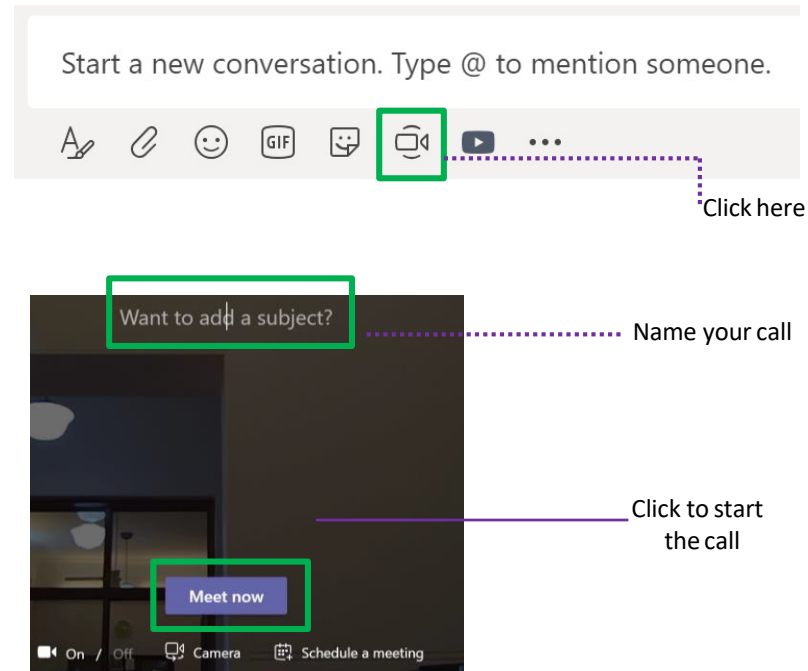 Start a new conversation. Type @ to mention someone.
GIF
Click here
Want to add a subject?
Name your call
Click to start
the call
Meet now
On / Off Camera Schedule a meeting